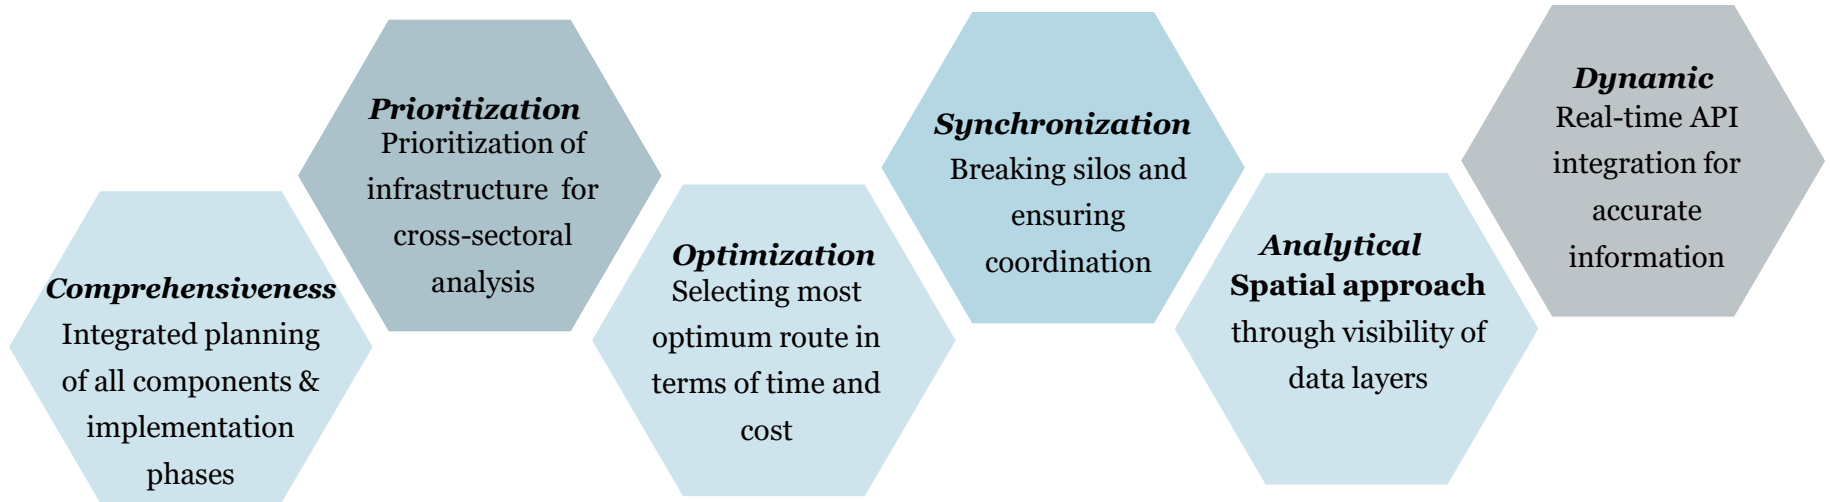 Comprehensiveness
Integrated planning
of all components &
implementation
phases
Prioritization
Prioritization of
infrastructure for
cross-sectoral
analysis
Optimization
Selecting most
optimum route in
terms of time and
cost
Synchronization
Breaking silos and
ensuring
coordination
Analytical
Spatial approach
through visibility of
data layers
Dynamic
Real-time API
integration for
accurate
information